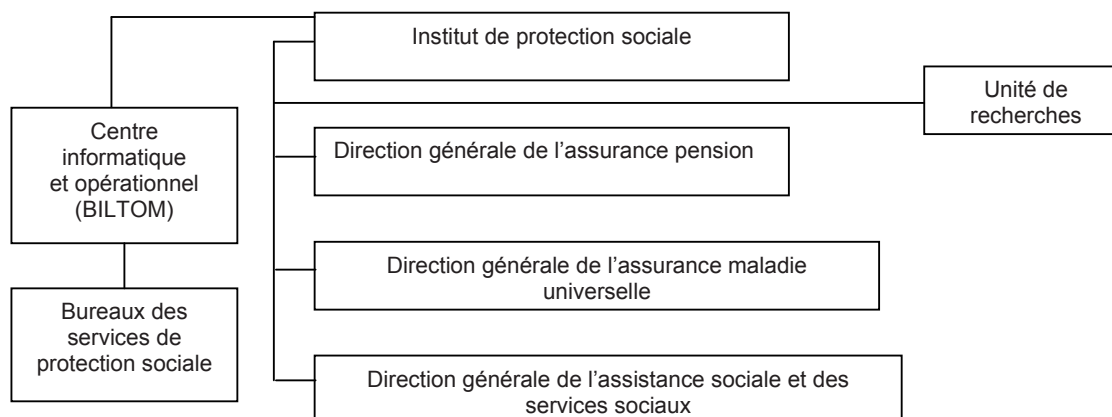 Institut de protection sociale
Unité de
recherches
Centre
informatique
et opérationnel
(BILTOM)
Direction générale de l’assurance pension
Direction générale de l’assurance maladie
universelle
Bureaux des
services de
protection sociale
Direction générale de l’assistance sociale et des
services sociaux